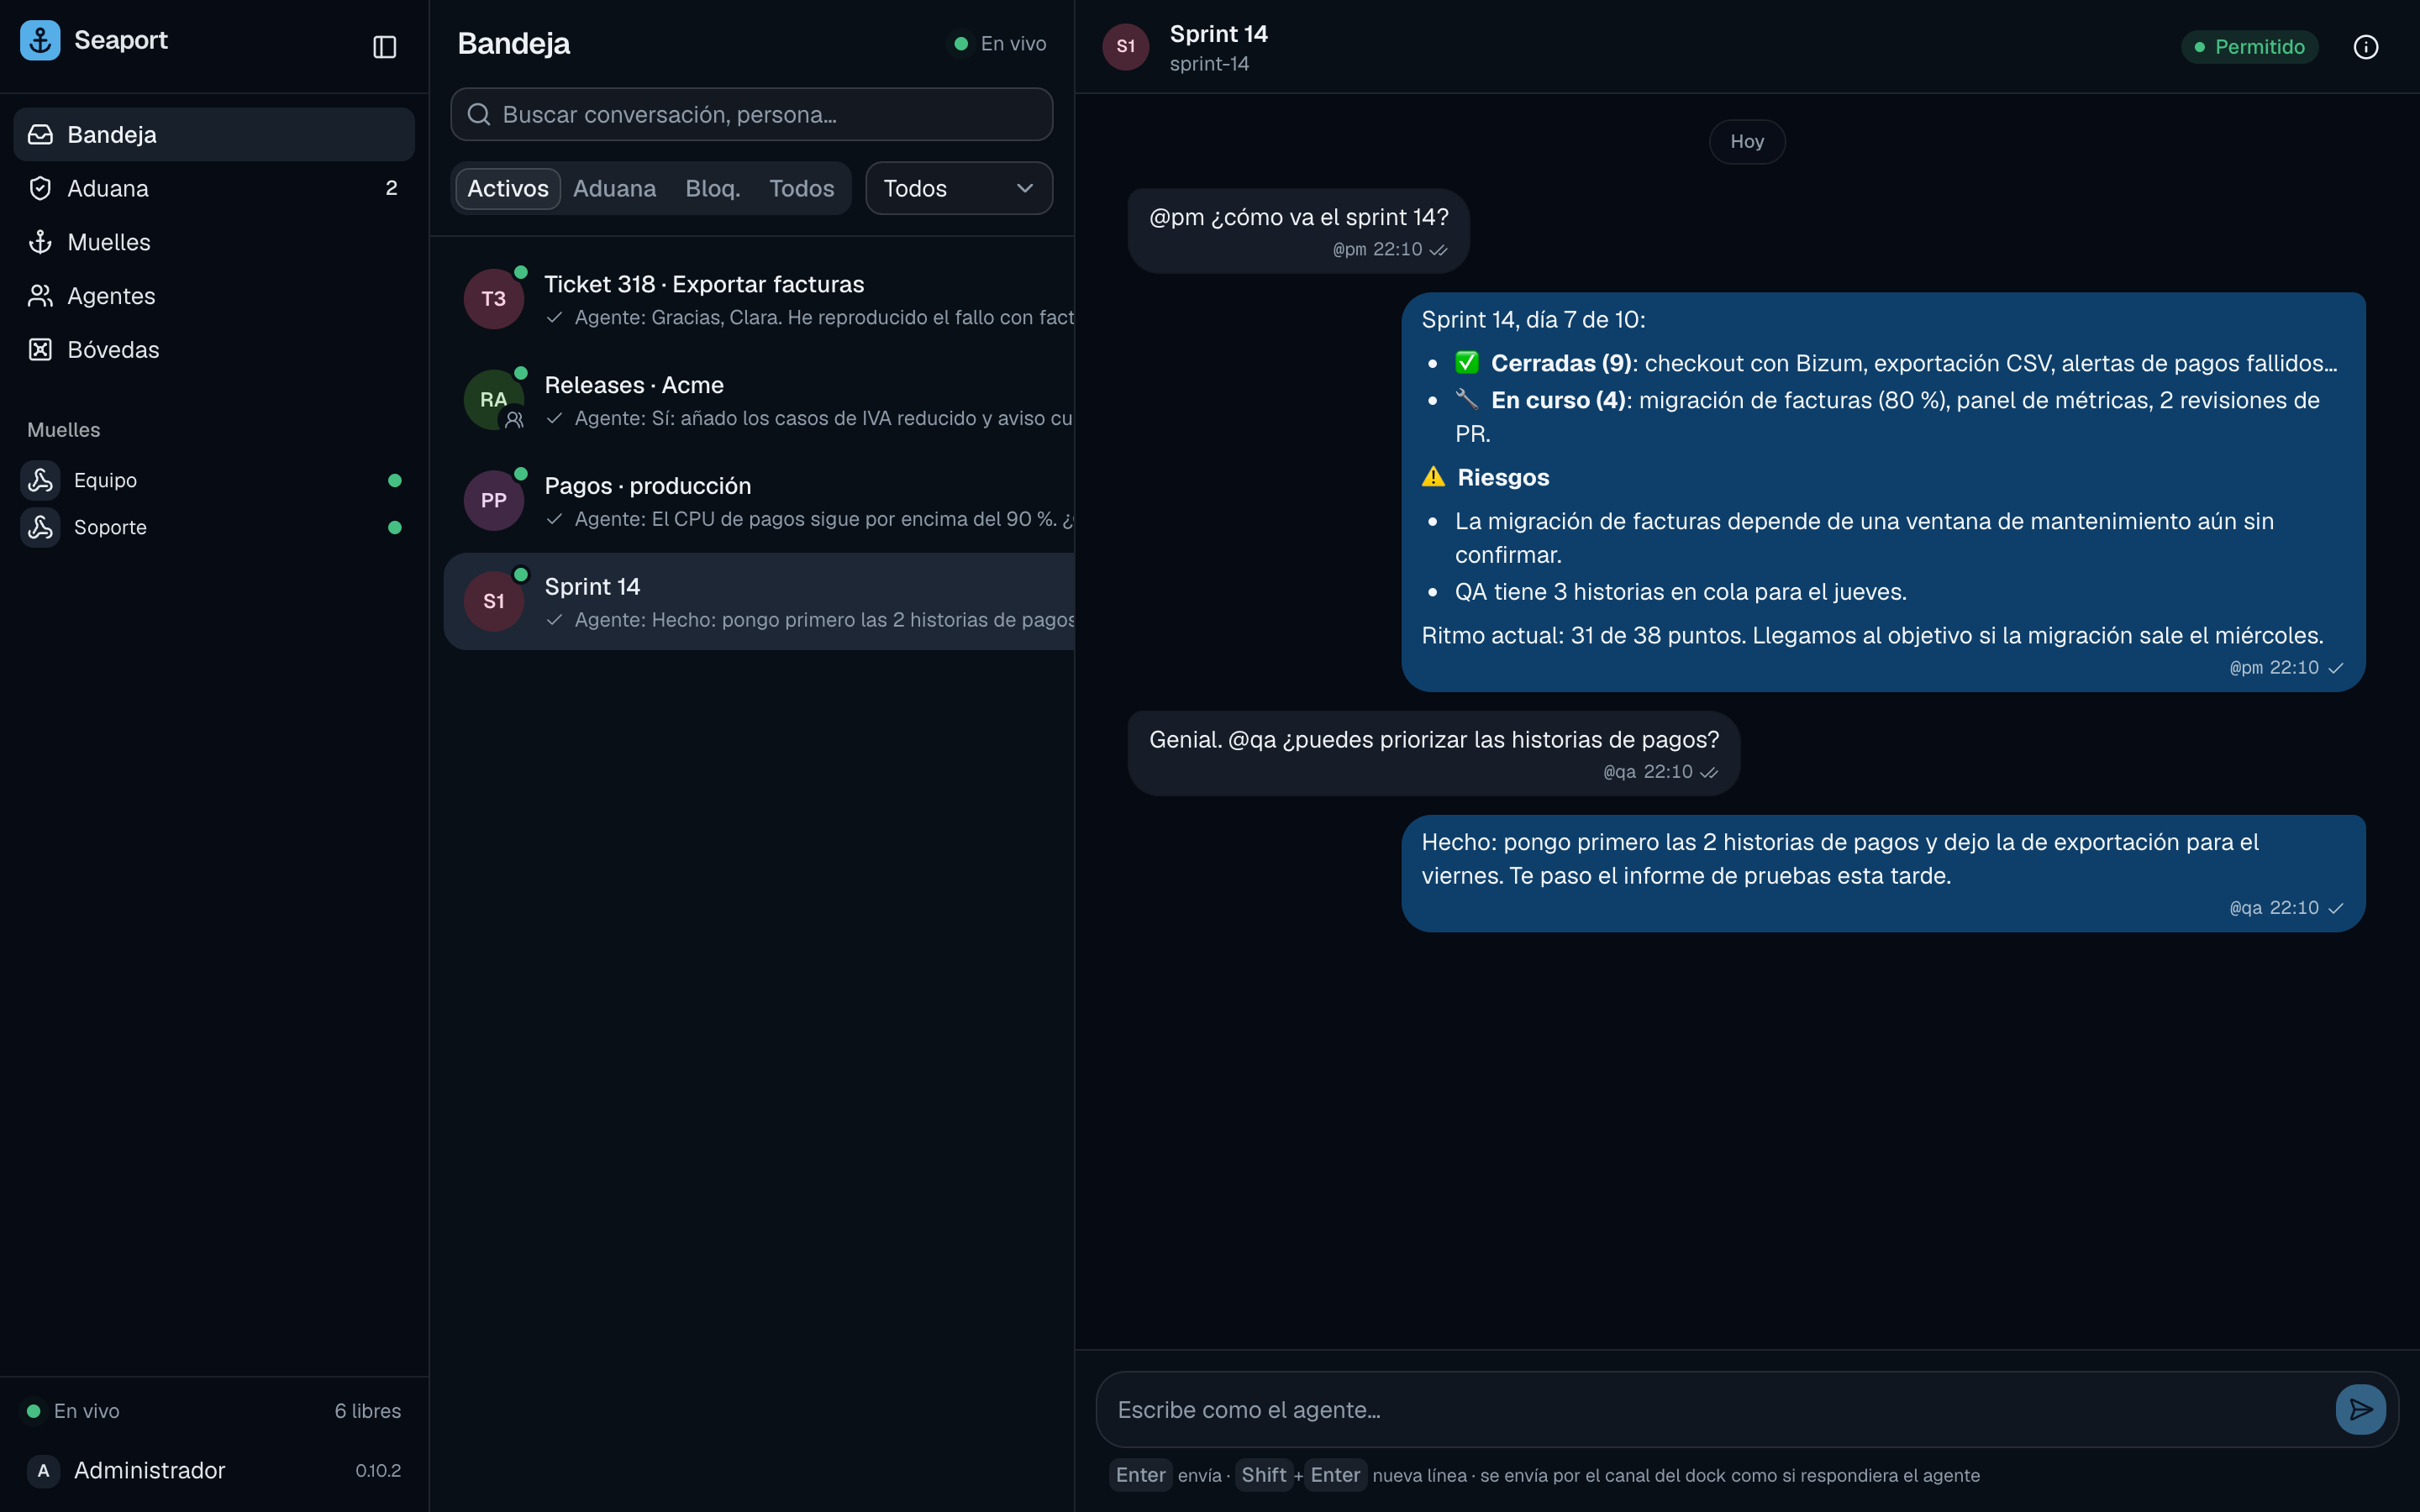 Seaport
Bandeja
Aduana 2
Muelles
Agentes
Bóvedas
Muelles
Equipo
Soporte
En vivo 6 libres
A Administrador 0.10.2
Bandeja En vivo
Buscar conversación, persona...
Activos Aduana Bloq. Todos Todos
T3 Ticket 318 · Exportar facturas
Agente: Gracias, Clara. He reproducido el fallo con fact
RA Releases · Acme
Agente: Sí: añado los casos de IVA reducido y aviso cu
PP Pagos · producción
Agente: El CPU de pagos sigue por encima del 90 %. ¿
S1 Sprint 14
Agente: Hecho: pongo primero las 2 historias de pagos
S1 Sprint 14
sprint-14
Permitido
Hoy
@pm ¿cómo va el sprint 14?
@pm 22:10
Sprint 14, día 7 de 10:
• ✅ Cerradas (9): checkout con Bizum, exportación CSV, alertas de pagos fallidos...
• 🔧 En curso (4): migración de facturas (80 %), panel de métricas, 2 revisiones de
PR.
⚠️ Riesgos
• La migración de facturas depende de una ventana de mantenimiento aún sin
confirmar.
• QA tiene 3 historias en cola para el jueves.
Ritmo actual: 31 de 38 puntos. Llegamos al objetivo si la migración sale el miércoles.
@pm 22:10
Genial. @qa ¿puedes priorizar las historias de pagos?
@qa 22:10
Hecho: pongo primero las 2 historias de pagos y dejo la de exportación para el
viernes. Te paso el informe de pruebas esta tarde.
@qa 22:10
Escribe como el agente...
Enter envía · Shift + Enter nueva línea · se envía por el canal del dock como si respondiera el agente